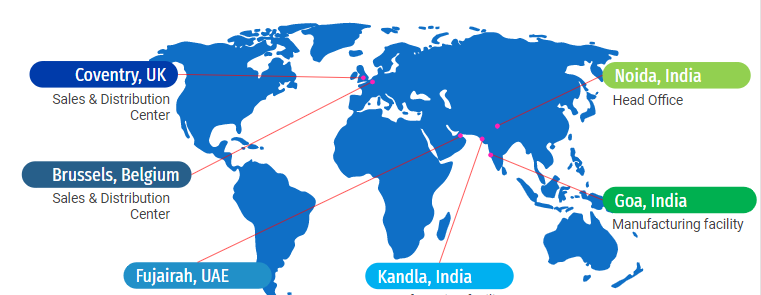 Coventry, UK
Sales & Distribution
Center
Noida, India
Head Office
Brussels, Belgium
Sales & Distribution
Center
Goa, India
Manufacturing facility
Fujairah, UAE
Kandla, India